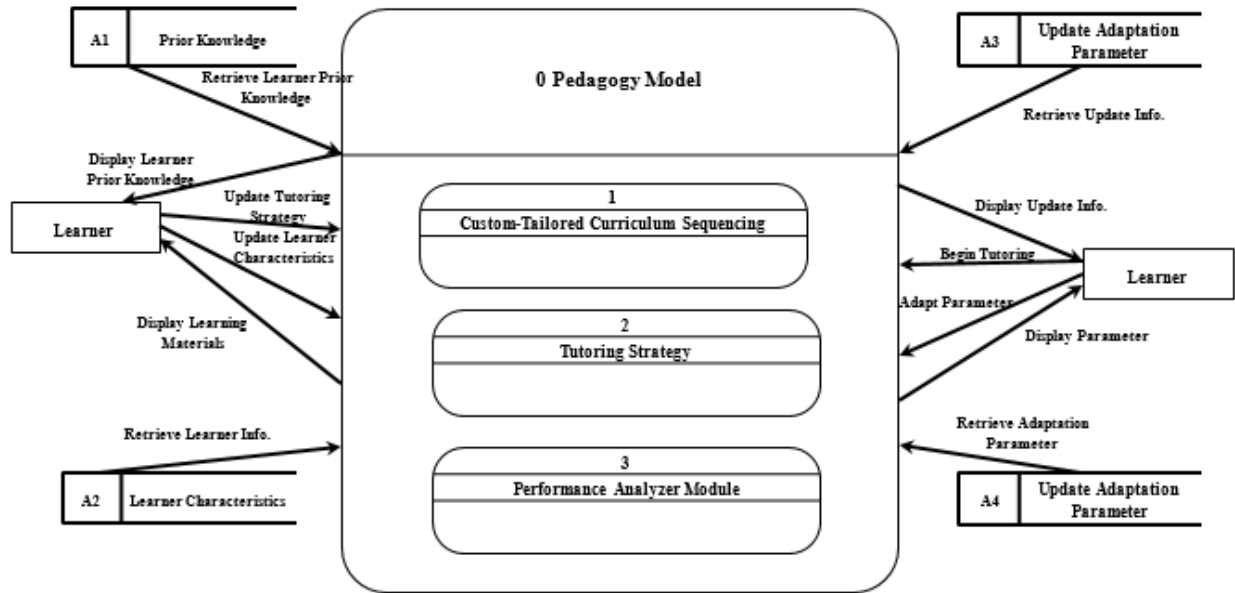 A1
Prior Knowledge
Retrieve Learner Prior
Knowledge
Display Learner
Prior Knowledge
Learner
Update Tutoring
Strategy
Update Learner
Characteristics
Display Learning
Materials
Retrieve Learner Info.
A2
Learner Characteristics
0 Pedagogy Model
1
Custom-Tailored Curriculum Sequencing
2
Tutoring Strategy
3
Performance Analyzer Module
A3
Update Adaptation
Parameter
Retrieve Update Info.
Display Update Info.
Begin Tutoring
Learner
Adapt Parameter
Display Parameter
Retrieve Adaptation
Parameter
A4
Update Adaptation
Parameter